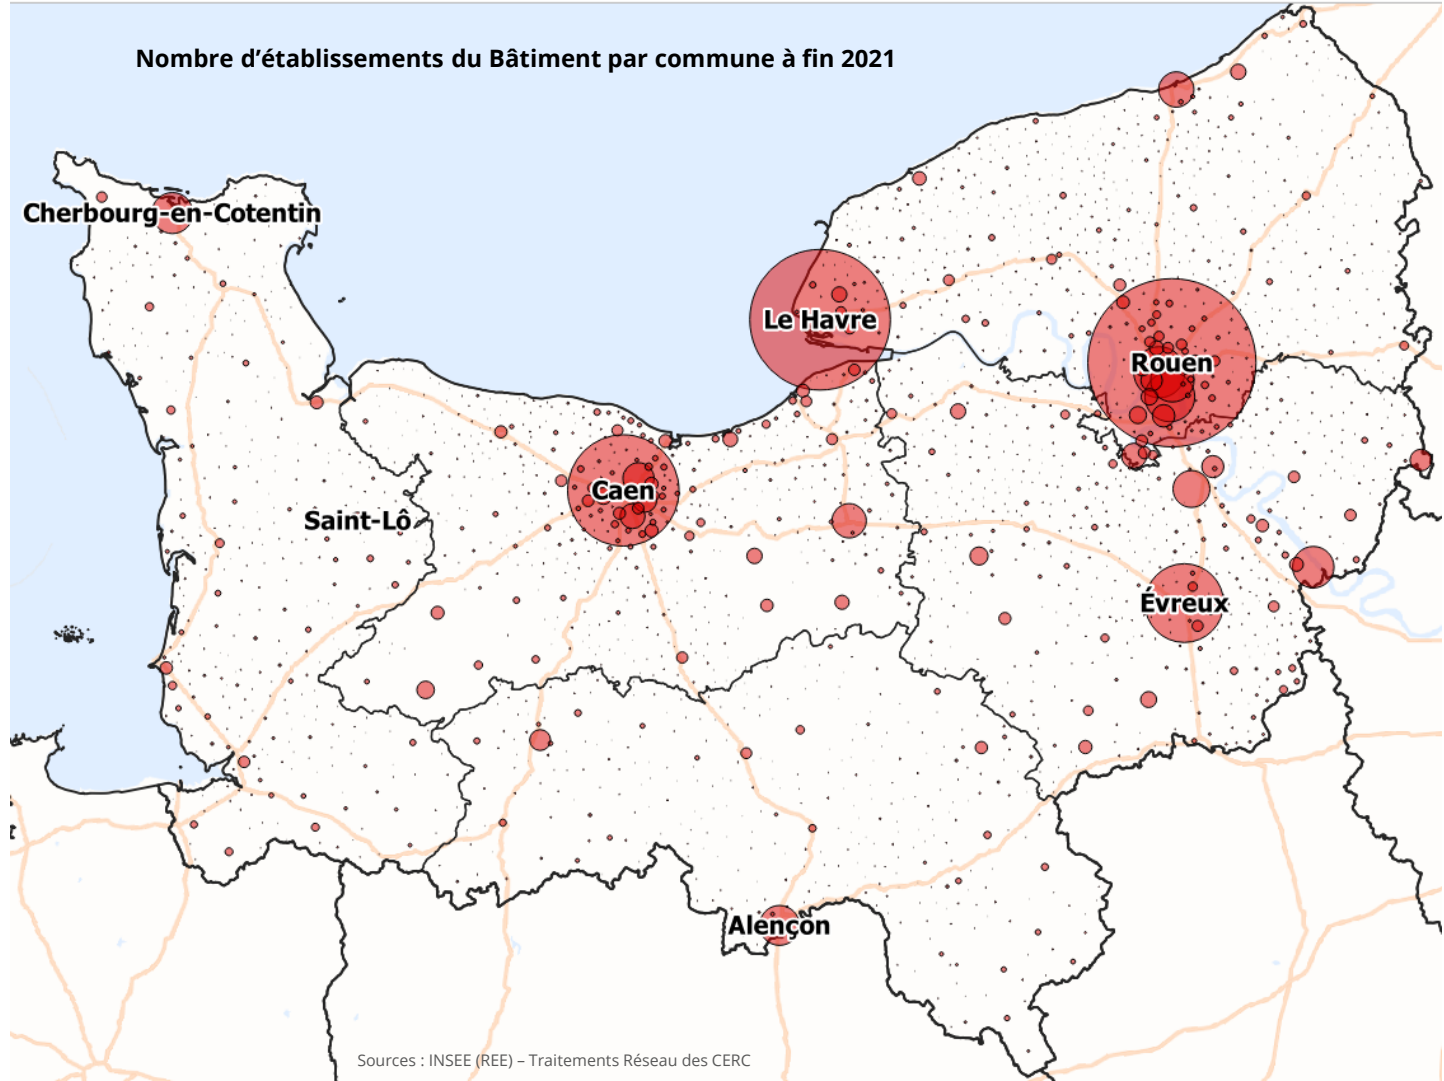 Nombre d’établissements du Bâtiment par commune à fin 2021
Cherbourg-en-Cotentin
Le Havre
Rouen
Caen
Saint-Lô
Évreux
Alençon
Sources : INSEE (REE) – Traitements Réseau des CERC